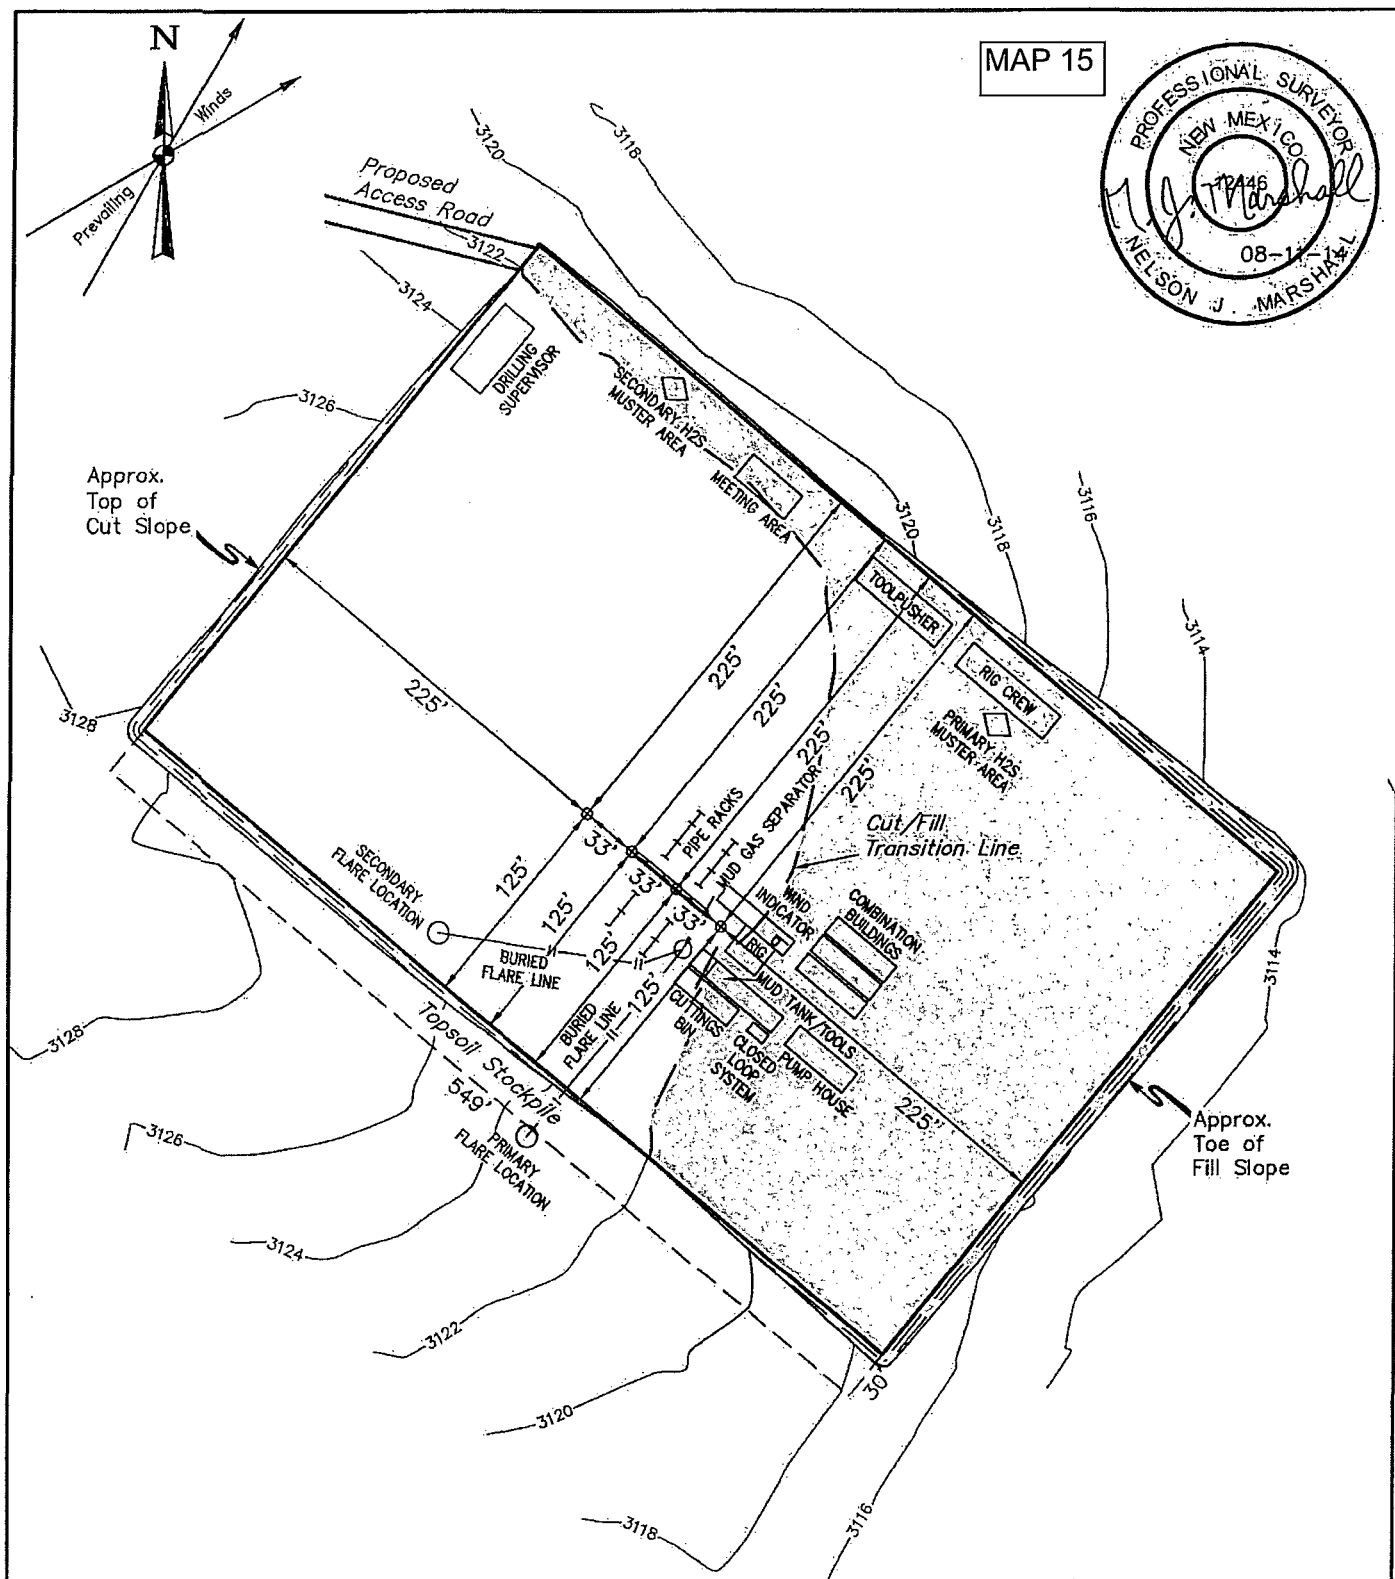 N
Winds
Prevailing
MAP 15
PROFESSIONAL SURVEYOR
NEW MEXICO
N. J. Marshall
08-11-14
NELSON J. MARSHALL
3120
3118
Proposed
Access Road
3122
3124
3126
DRILLING
SUPERVISOR
SECONDARY H2S
MUSTER AREA
MEETING AREA
Approx.
Top of
Cut Slope
3120
3118
3116
3114
TOOLPUSHER
RIG CREW
PRIMARY H2S
MUSTER AREA
3128
225'
225'
225'
225'
225'
PIPE RACKS
MUD GAS SEPARATOR
Cut/Fill
Transition Line
33'
33'
33'
125'
125'
125'
125'
SECONDARY
FLARE LOCATION
BURIED
FLARE LINE
BURIED
FLARE LINE
WIND
INDICATOR
RIG
COMBINATION
BUILDINGS
MUD TANK/TOOLS
CUTTINGS
BIN
CLOSED
LOOP
SYSTEM
PUMP HOUSE
225'
3114
Topsoil Stockpile
549'
PRIMARY
FLARE LOCATION
3128
3126
3124
3122
3120
3118
3116
30'
Approx.
Toe of
Fill Slope